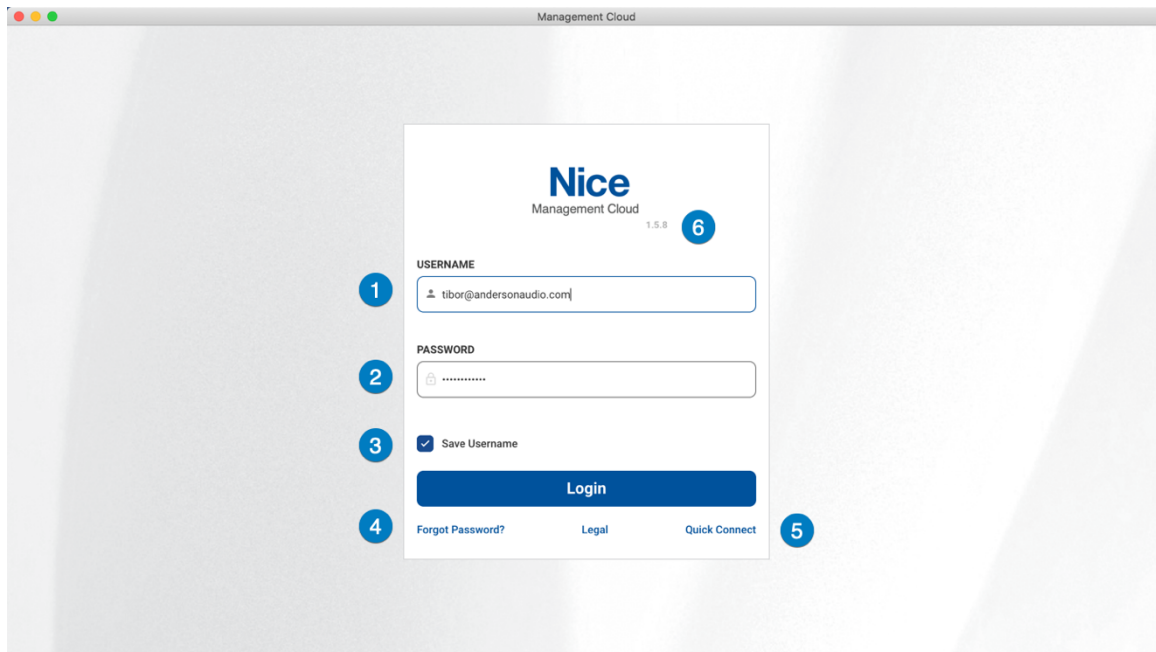 Management Cloud
Nice
Management Cloud
1.5.8
6
USERNAME
1
tibor@andersonaudio.com
PASSWORD
2
••••••••••••
3
Save Username
Login
4
Forgot Password? Legal Quick Connect
5